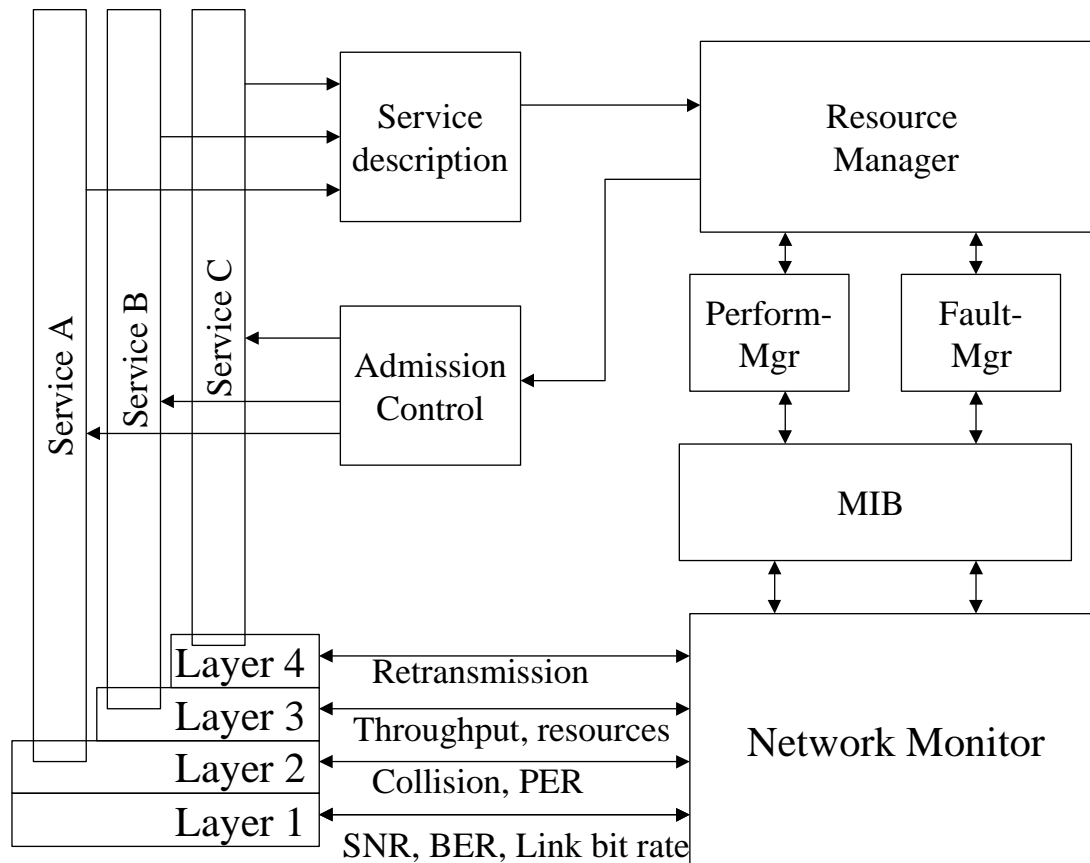 Service
description
Resource
Manager
Service A
Service B
Service C
Admission
Control
Perform-
Mgr
Fault-
Mgr
MIB
Layer 4
Retransmission
Layer 3
Throughput, resources
Network Monitor
Layer 2
Collision, PER
Layer 1
SNR, BER, Link bit rate